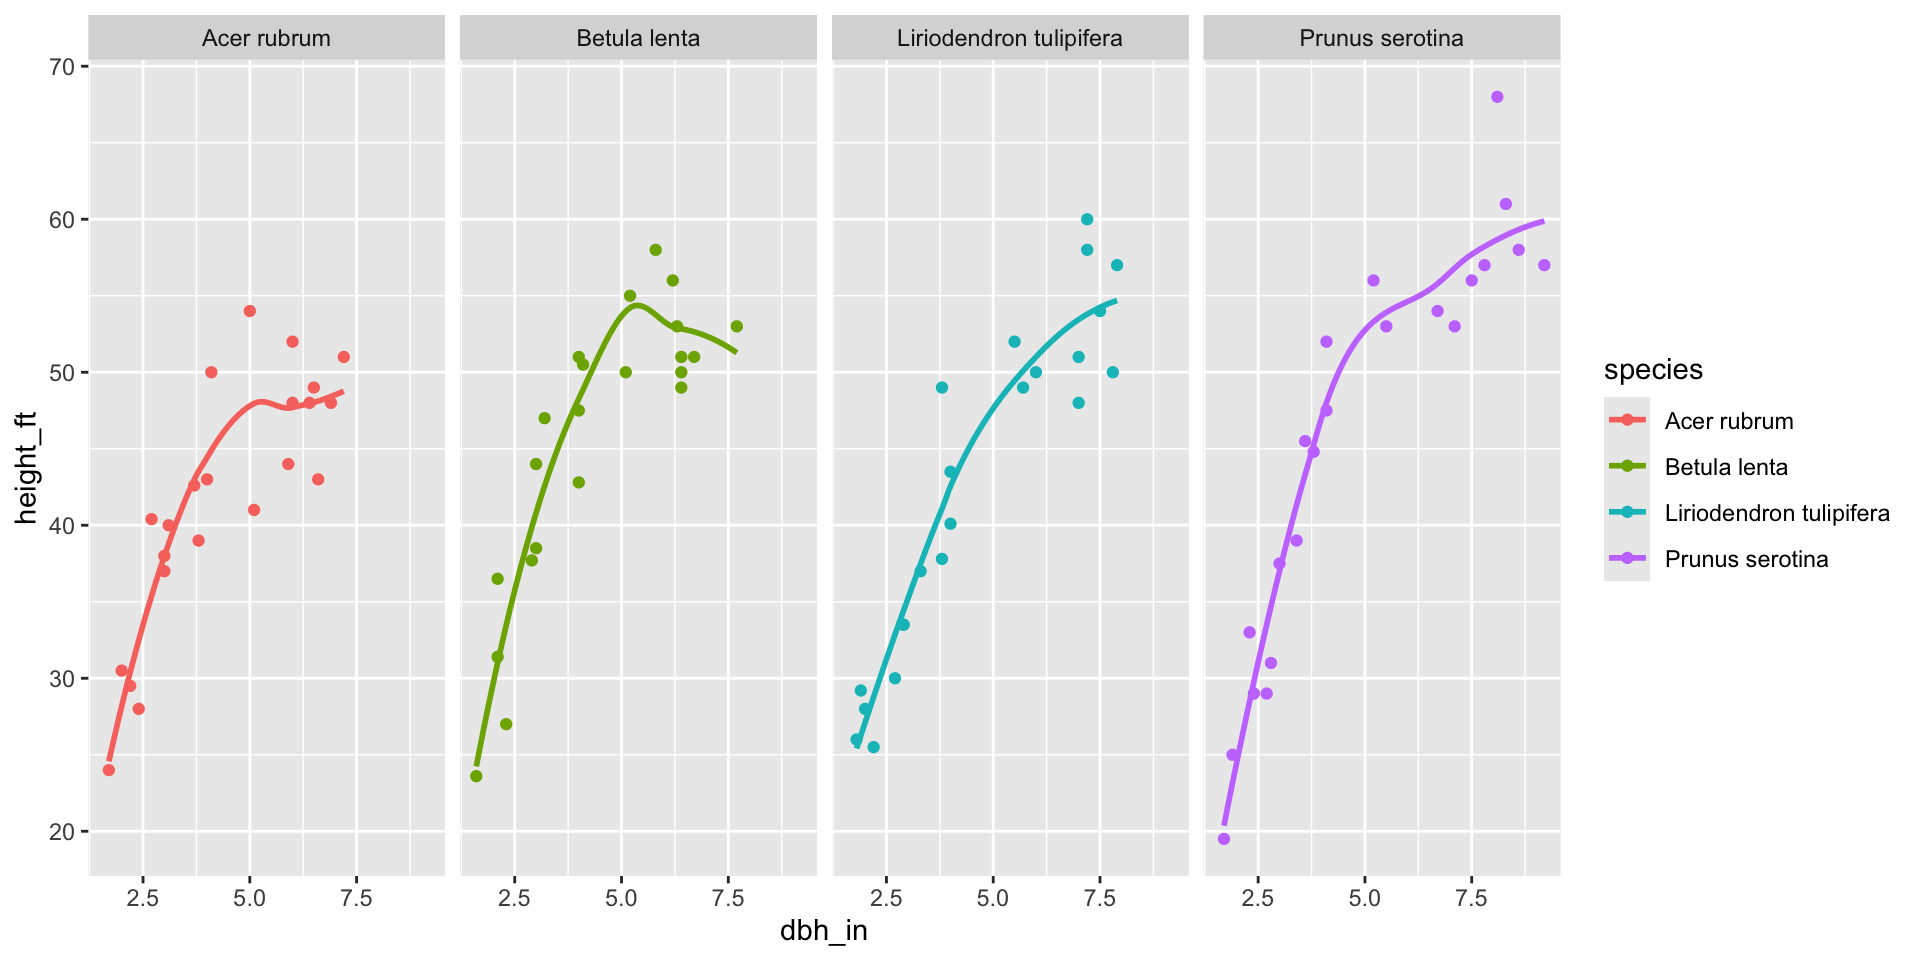 Acer rubrum
Betula lenta
Liriodendron tulipifera
Prunus serotina
70
60
50
40
30
20
height_ft
2.5 5.0 7.5
2.5 5.0 7.5
2.5 5.0 7.5
2.5 5.0 7.5
dbh_in
species
Acer rubrum
Betula lenta
Liriodendron tulipifera
Prunus serotina